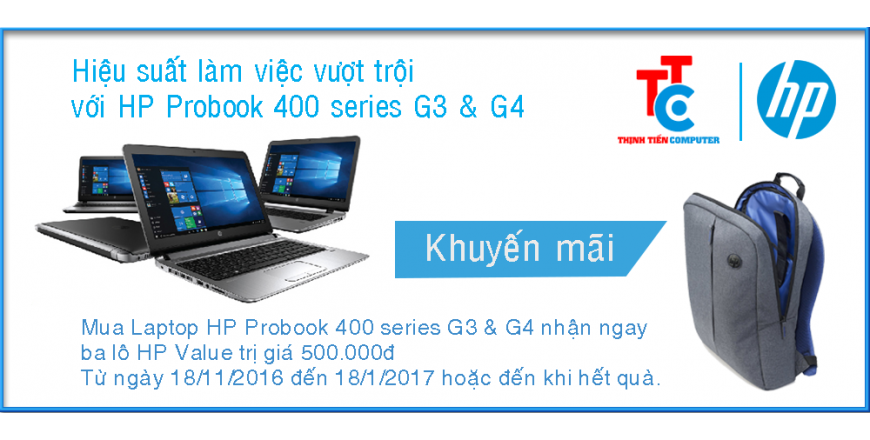 Hiệu suất làm việc vượt trội
với HP Probook 400 series G3 & G4
TTC
THỊNH TIẾN COMPUTER
hp
Khuyến mãi
Mua Laptop HP Probook 400 series G3 & G4 nhận ngay
ba lô HP Value trị giá 500.000đ
Từ ngày 18/11/2016 đến 18/1/2017 hoặc đến khi hết quà.